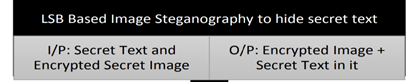 LSB Based Image Steganography to hide secret text
I/P: Secret Text and
Encrypted Secret Image
O/P: Encrypted Image +
Secret Text in it